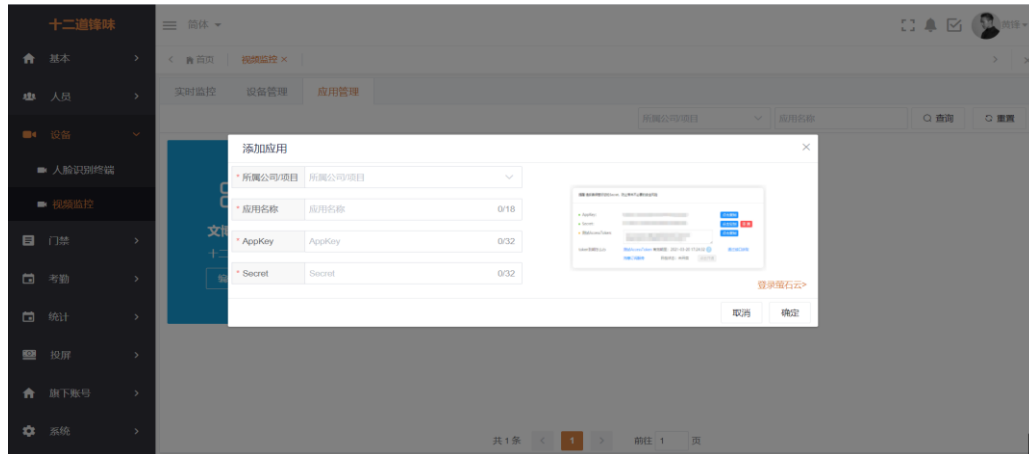 十二道锋味
简体
基本
首页
视频监控 ×
人员
实时监控 设备管理 应用管理
所属公司/项目 应用名称 查询 重置
设备
添加应用
人脸识别终端
* 所属公司/项目 所属公司/项目
视频监控
* 应用名称 应用名称 0/18
门禁
* AppKey AppKey 0/32
考勤
* Secret Secret 0/32
登录萤石云>
统计
取消 确定
投屏
旗下账号
系统
共 1 条 < 1 > 前往 1 页